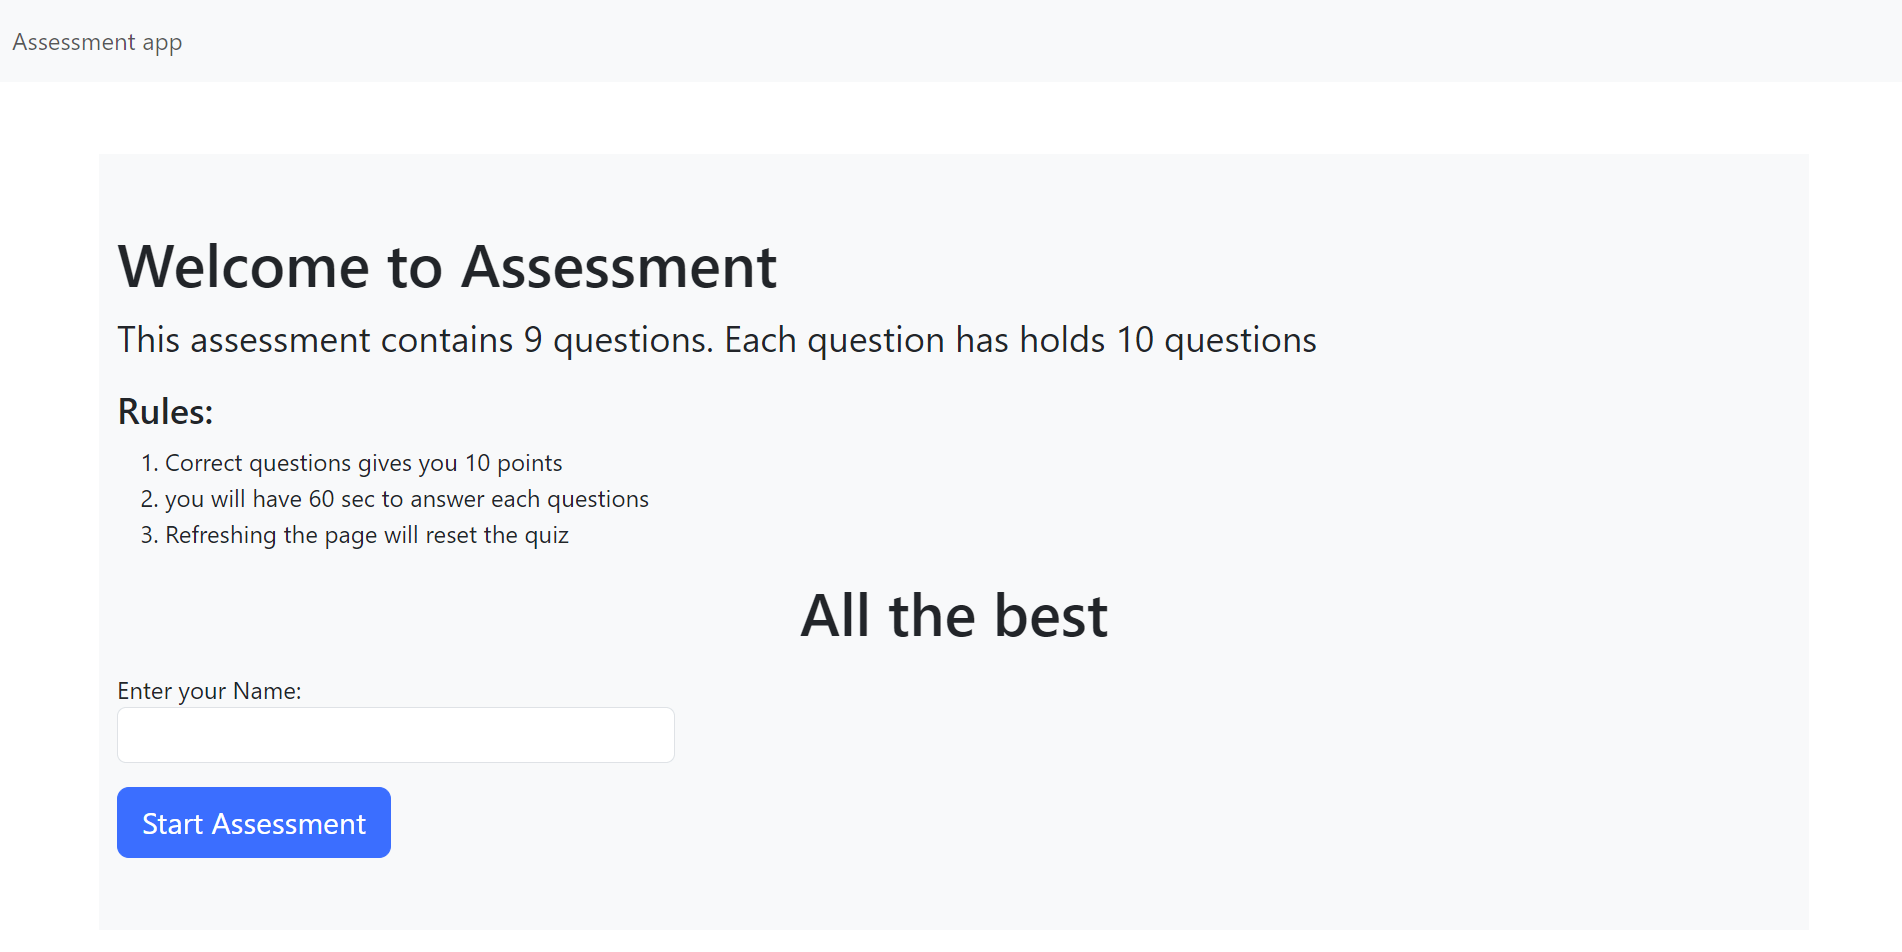 Assessment app
Welcome to Assessment
This assessment contains 9 questions. Each question has holds 10 questions
Rules:
1. Correct questions gives you 10 points
2. you will have 60 sec to answer each questions
3. Refreshing the page will reset the quiz
All the best
Enter your Name:
Start Assessment